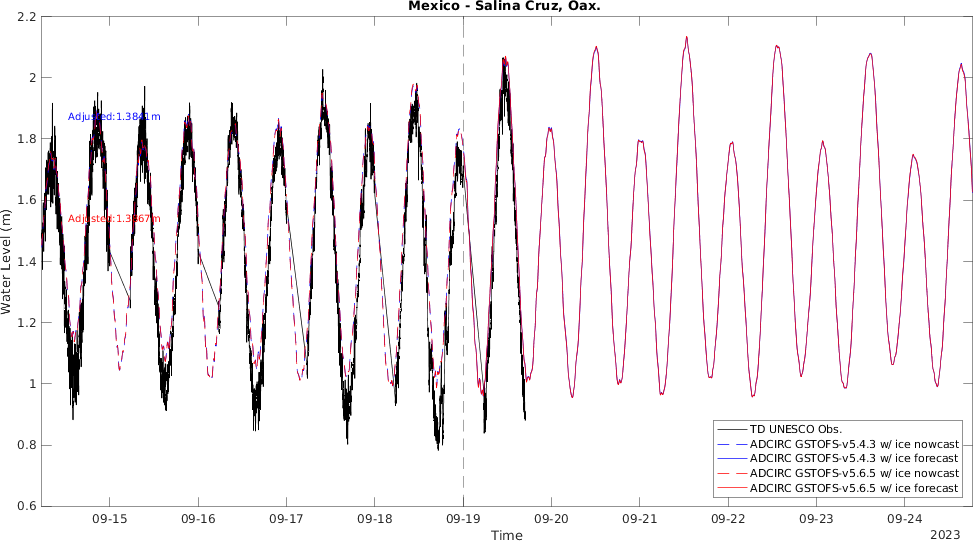 Mexico - Salina Cruz, Oax.
2.2
2
1.8
1.6
1.4
1.2
1
0.8
0.6
Water Level (m)
Adjusted:1.3841m
Adjusted:1.3667m
TD UNESCO Obs.
ADCIRC GSTOFS-v5.4.3 w/ ice nowcast
ADCIRC GSTOFS-v5.4.3 w/ ice forecast
ADCIRC GSTOFS-v5.6.5 w/ ice nowcast
ADCIRC GSTOFS-v5.6.5 w/ ice forecast
09-15 09-16 09-17 09-18 09-19 09-20 09-21 09-22 09-23 09-24
Time
2023